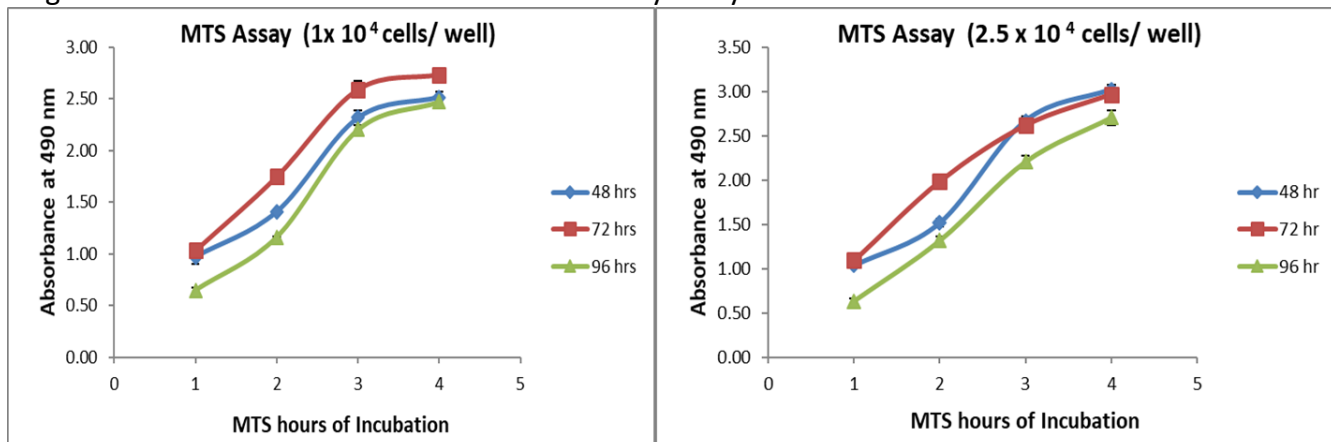 MTS Assay (1x 10⁴ cells/ well)
3.00
2.50
2.00
1.50
1.00
0.50
0.00
Absorbance at 490 nm
0 1 2 3 4 5
MTS hours of Incubation
48 hrs
72 hrs
96 hrs
MTS Assay (2.5 x 10⁴ cells/ well)
3.50
3.00
2.50
2.00
1.50
1.00
0.50
0.00
Absorbance at 490 nm
0 1 2 3 4 5
MTS hours of Incubation
48 hr
72 hr
96 hr